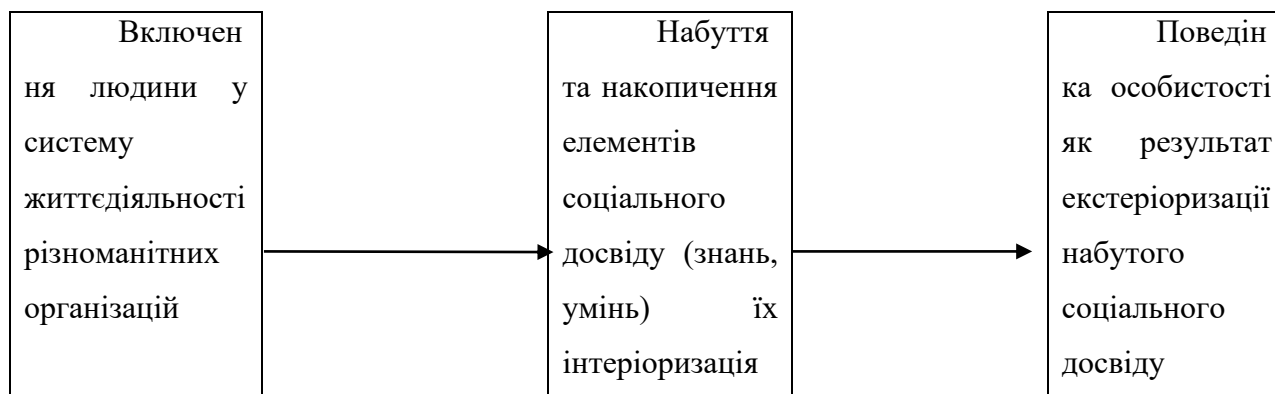 Включен
ня людини у
систему
життєдіяльності
різноманітних
організацій
Набуття
та накопичення
елементів
соціального
досвіду (знань,
умінь) їх
інтеріоризація
Поведін
ка особистості
як результат
екстеріоризації
набутого
соціального
досвіду